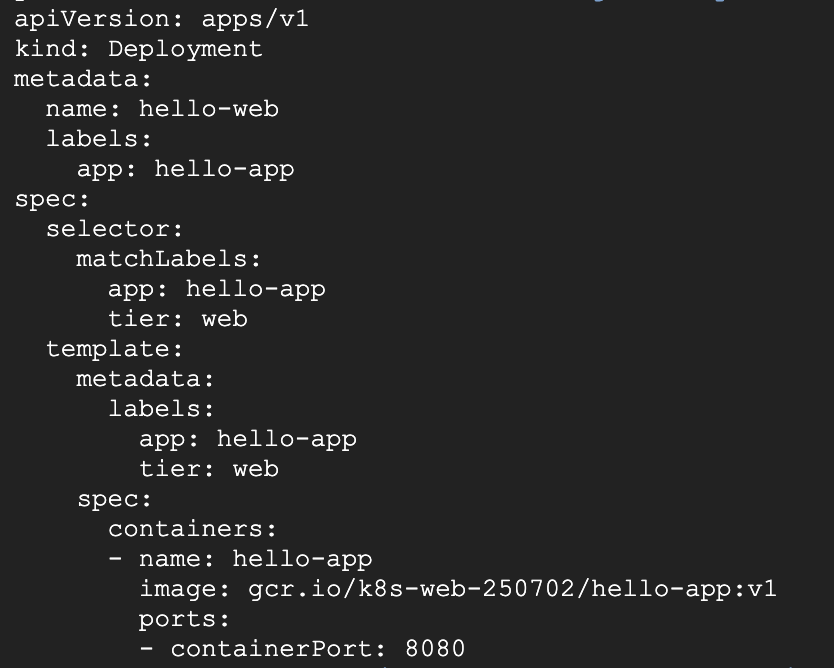 apiVersion: apps/v1
kind: Deployment
metadata:
  name: hello-web
  labels:
    app: hello-app
spec:
  selector:
    matchLabels:
      app: hello-app
      tier: web
  template:
    metadata:
      labels:
        app: hello-app
        tier: web
    spec:
      containers:
      - name: hello-app
        image: gcr.io/k8s-web-250702/hello-app:v1
        ports:
        - containerPort: 8080